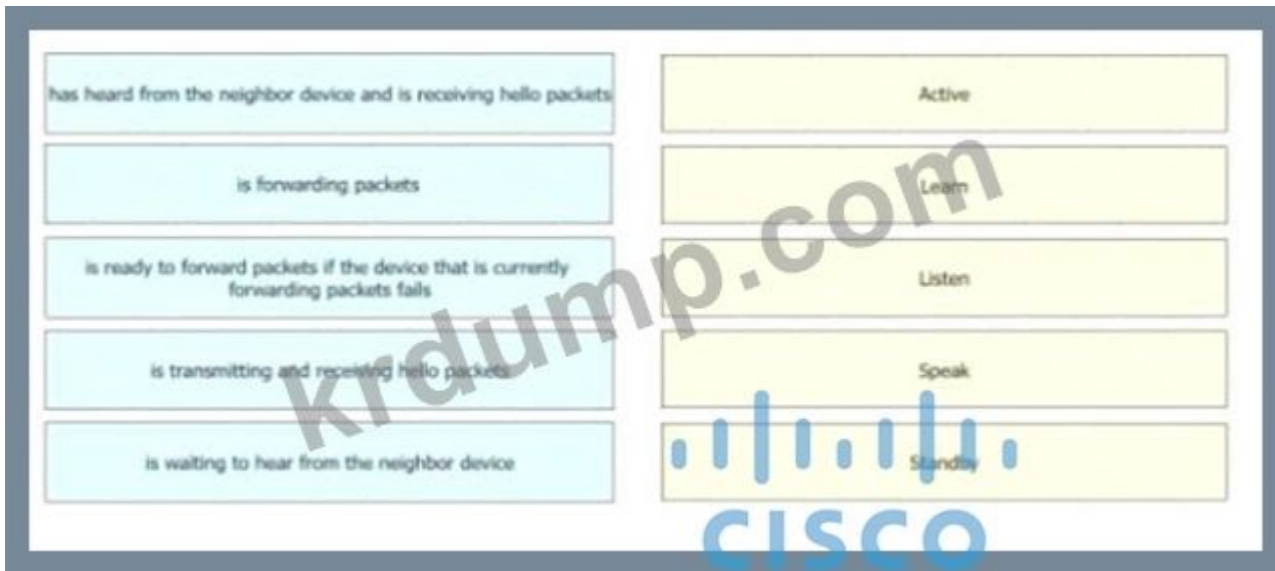 has heard from the neighbor device and is receiving hello packets
Active
is forwarding packets
Learn
is ready to forward packets if the device that is currently
forwarding packets fails
Listen
is transmitting and receiving hello packets
Speak
is waiting to hear from the neighbor device
Standby
krdump.com
CISCO